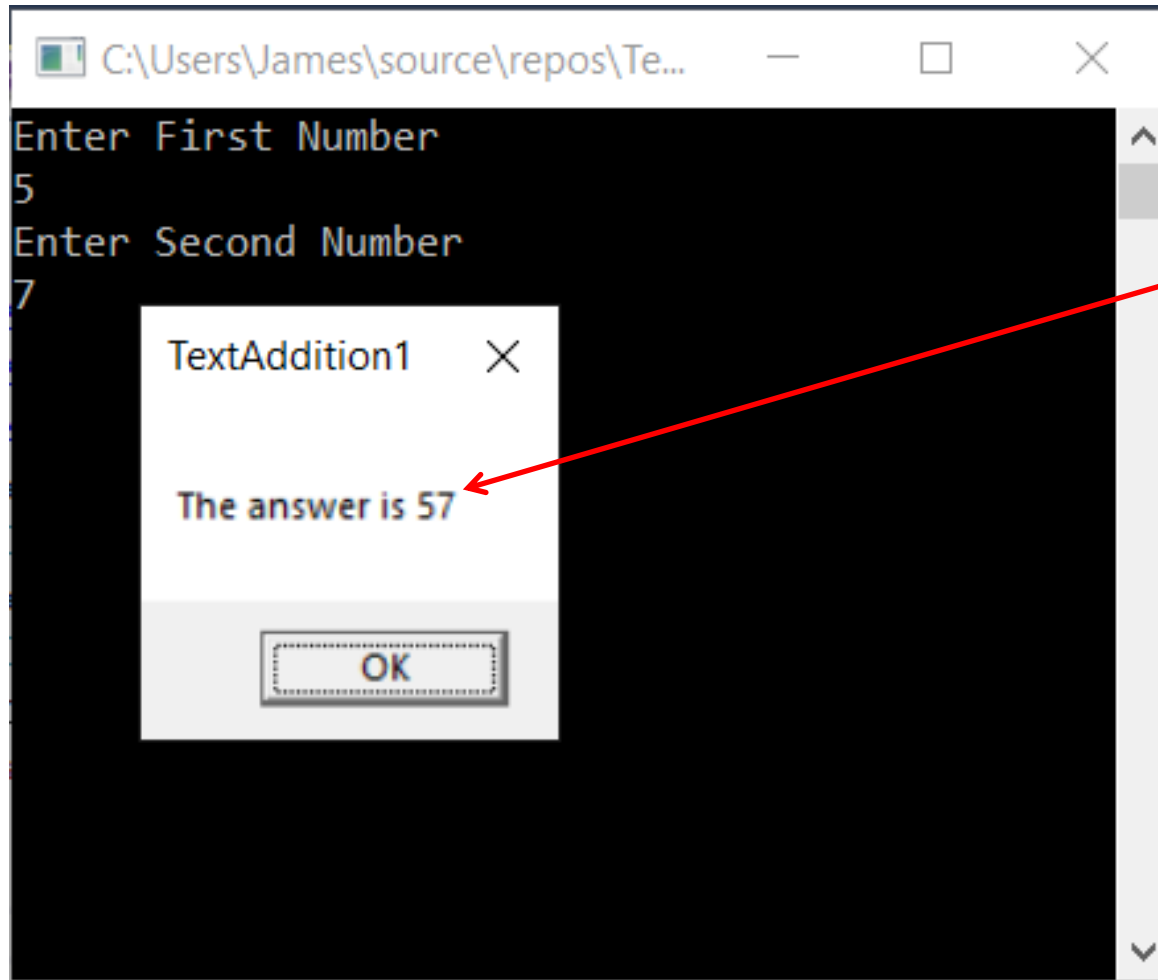 C:\Users\James\source\repos\Te...
Enter First Number
5
Enter Second Number
7
TextAddition1
The answer is 57
OK